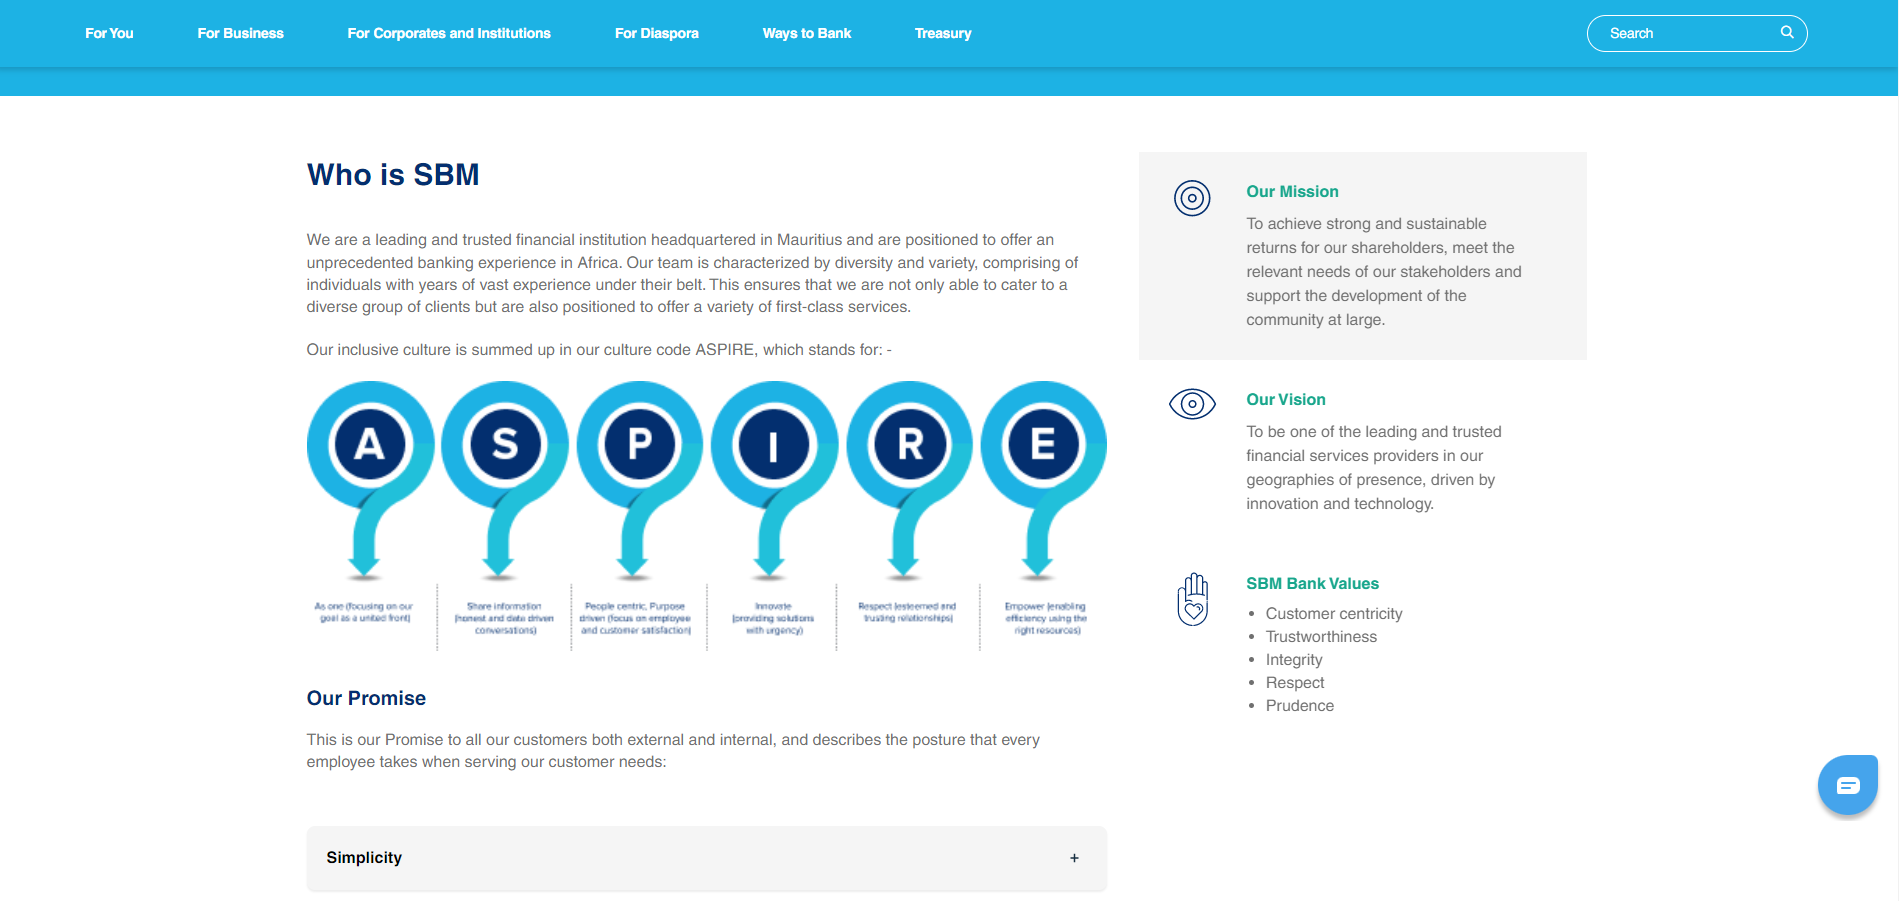 For You
For Business
For Corporates and Institutions
For Diaspora
Ways to Bank
Treasury
Search
Who is SBM
We are a leading and trusted financial institution headquartered in Mauritius and are positioned to offer an
unprecedented banking experience in Africa. Our team is characterized by diversity and variety, comprising of
individuals with years of vast experience under their belt. This ensures that we are not only able to cater to a
diverse group of clients but are also positioned to offer a variety of first-class services.
Our inclusive culture is summed up in our culture code ASPIRE, which stands for: -
A
S
P
I
R
E
As one (focusing on our
goal as a united front)
Share information
(honest and data driven
conversations)
People centric, Purpose
driven (focus on employee
and customer satisfaction)
Innovate
(providing solutions
with urgency)
Respect (esteemed and
trusting relationships)
Empower (enabling
efficiency using the
right resources)
Our Promise
This is our Promise to all our customers both external and internal, and describes the posture that every
employee takes when serving our customer needs:
Simplicity
+
Our Mission
To achieve strong and sustainable
returns for our shareholders, meet the
relevant needs of our stakeholders and
support the development of the
community at large.
Our Vision
To be one of the leading and trusted
financial services providers in our
geographies of presence, driven by
innovation and technology.
SBM Bank Values
• Customer centricity
• Trustworthiness
• Integrity
• Respect
• Prudence